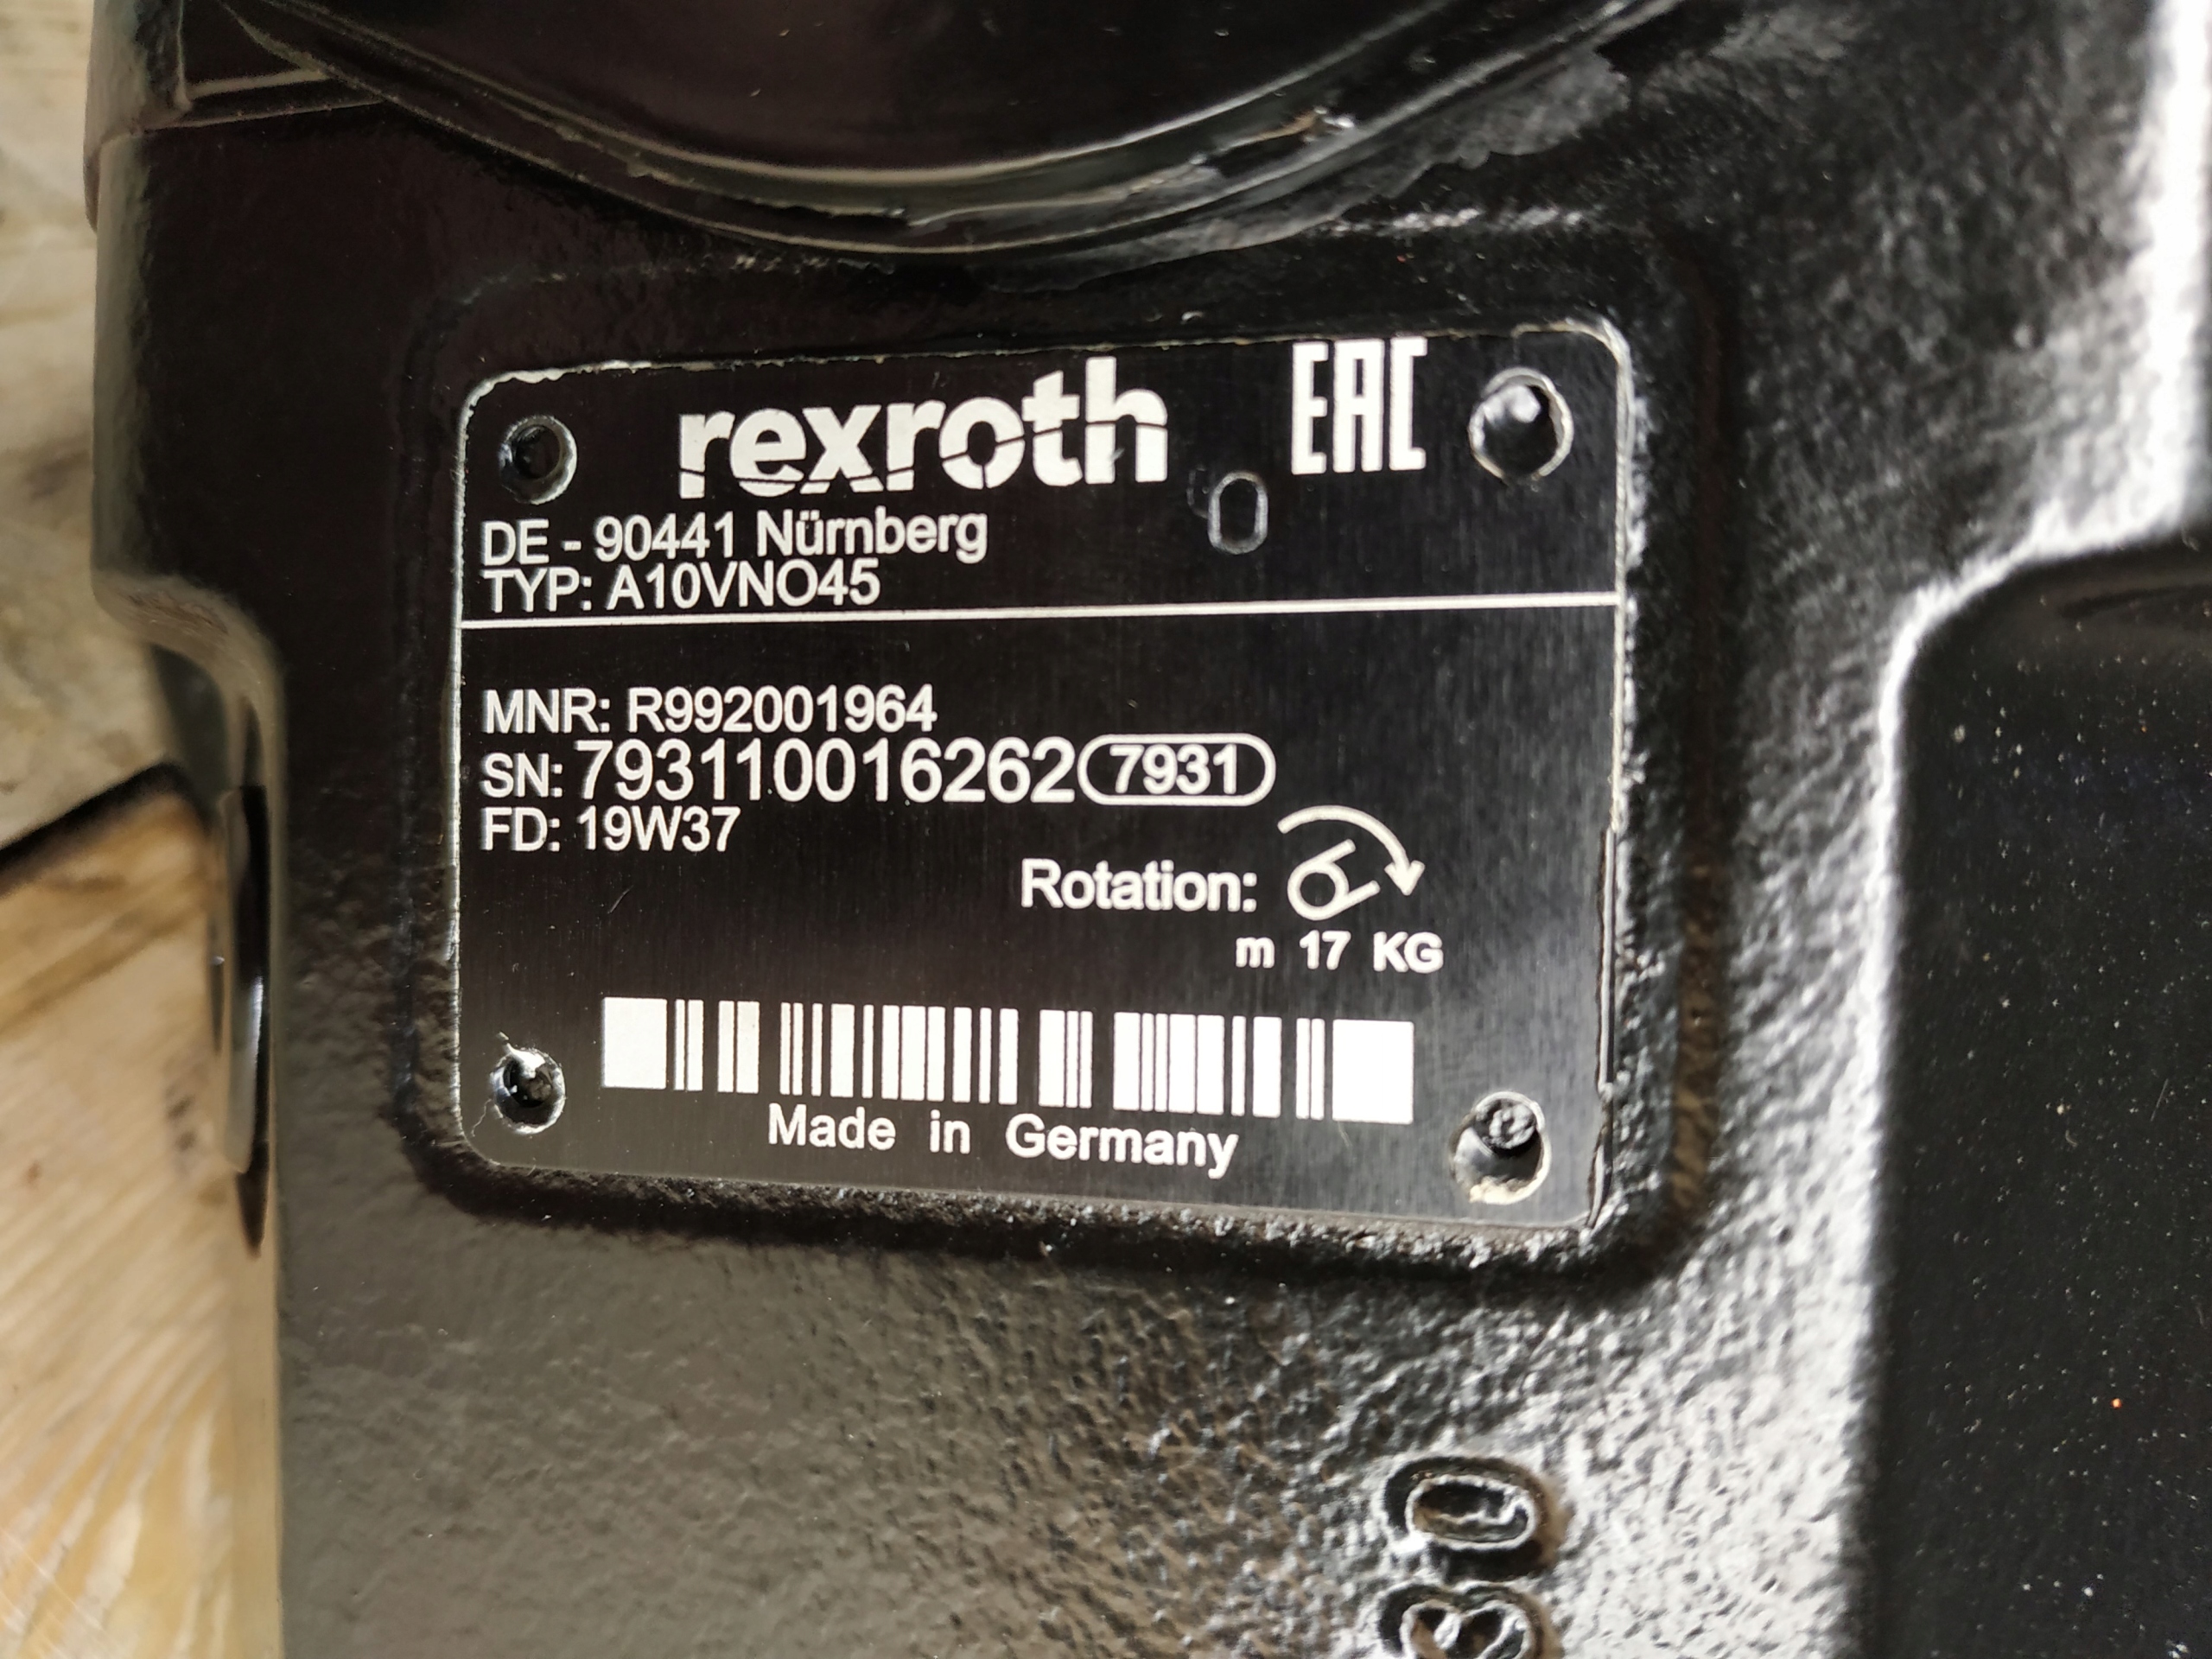 rexroth EAC
0
DE - 90441 Nürnberg
TYP: A10VNO45
MNR: R992001964
SN: 793110016262 7931
FD: 19W37
Rotation:
m 17 KG
Made in Germany